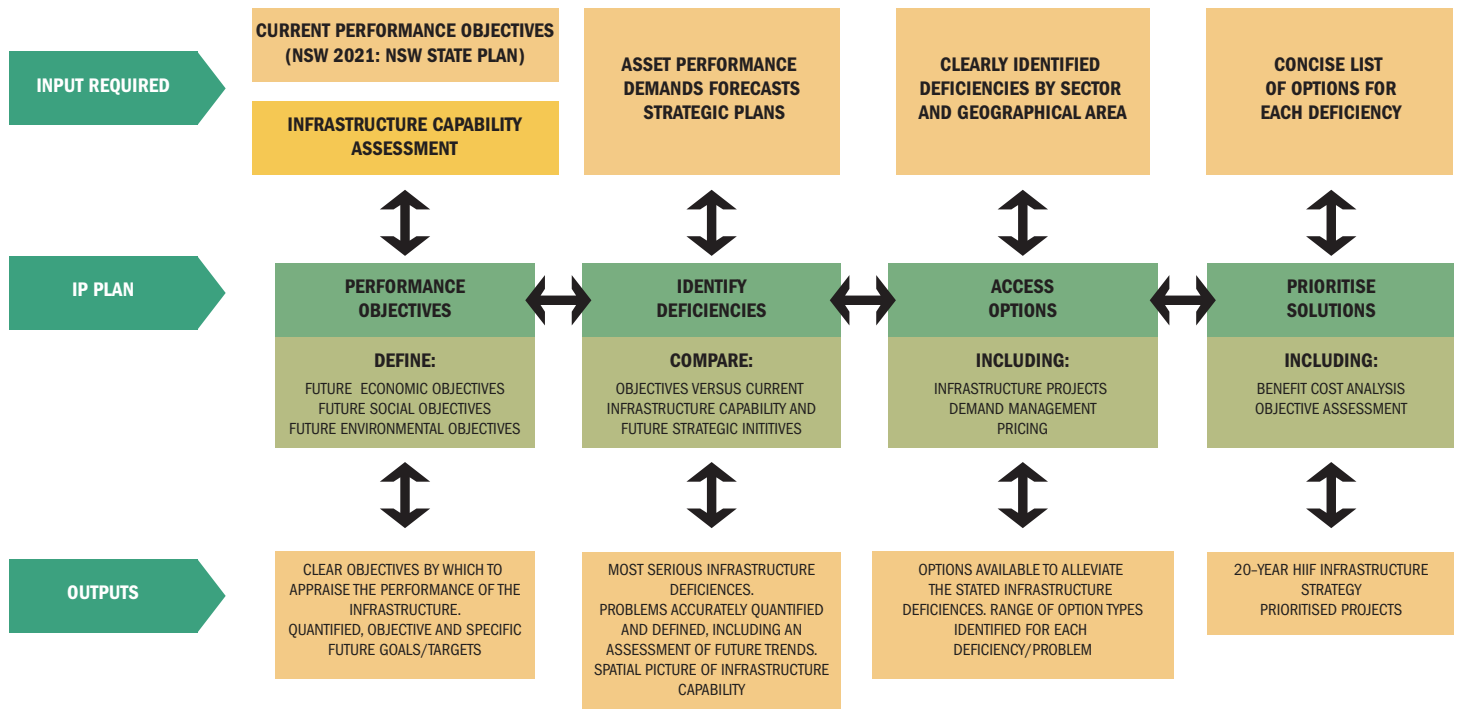 INPUT REQUIRED
CURRENT PERFORMANCE OBJECTIVES
(NSW 2021: NSW STATE PLAN)
INFRASTRUCTURE CAPABILITY
ASSESSMENT
ASSET PERFORMANCE
DEMANDS FORECASTS
STRATEGIC PLANS
CLEARLY IDENTIFIED
DEFICIENCIES BY SECTOR
AND GEOGRAPHICAL AREA
CONCISE LIST
OF OPTIONS FOR
EACH DEFICIENCY
IP PLAN
PERFORMANCE
OBJECTIVES
DEFINE:
FUTURE ECONOMIC OBJECTIVES
FUTURE SOCIAL OBJECTIVES
FUTURE ENVIRONMENTAL OBJECTIVES
IDENTIFY
DEFICIENCIES
COMPARE:
OBJECTIVES VERSUS CURRENT
INFRASTRUCTURE CAPABILITY AND
FUTURE STRATEGIC INITITIVES
ACCESS
OPTIONS
INCLUDING:
INFRASTRUCTURE PROJECTS
DEMAND MANAGEMENT
PRICING
PRIORITISE
SOLUTIONS
INCLUDING:
BENEFIT COST ANALYSIS
OBJECTIVE ASSESSMENT
OUTPUTS
CLEAR OBJECTIVES BY WHICH TO
APPRAISE THE PERFORMANCE OF THE
INFRASTRUCTURE.
QUANTIFIED, OBJECTIVE AND SPECIFIC
FUTURE GOALS/TARGETS
MOST SERIOUS INFRASTRUCTURE
DEFICIENCES.
PROBLEMS ACCURATELY QUANTIFIED
AND DEFINED, INCLUDING AN
ASSESSMENT OF FUTURE TRENDS.
SPATIAL PICTURE OF INFRASTRUCTURE
CAPABILITY
OPTIONS AVAILABLE TO ALLEVIATE
THE STATED INFRASTRUCTURE
DEFICIENCES. RANGE OF OPTION TYPES
IDENTIFIED FOR EACH
DEFICIENCY/PROBLEM
20-YEAR HIIF INFRASTRUCTURE
STRATEGY
PRIORITISED PROJECTS